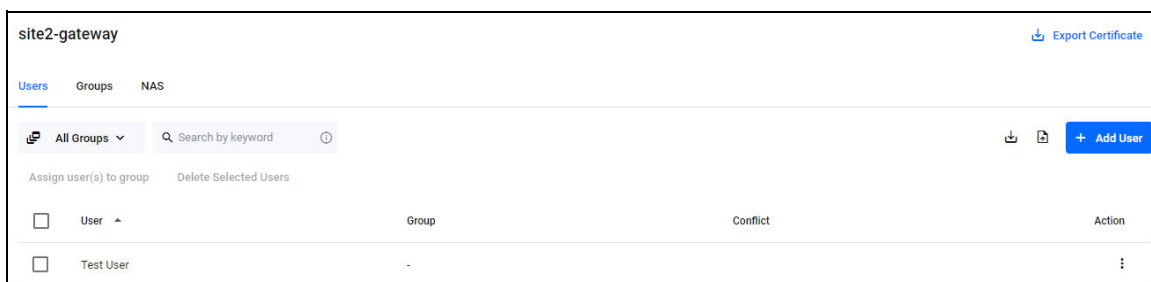 site2-gateway Export Certificate
Users Groups NAS
All Groups Search by keyword + Add User
Assign user(s) to group Delete Selected Users
User Group Conflict Action
Test User -